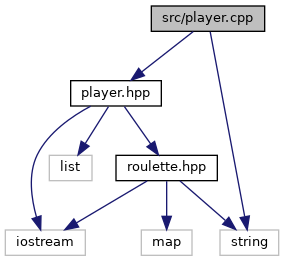 src/player.cpp
player.hpp
list
roulette.hpp
iostream
map
string